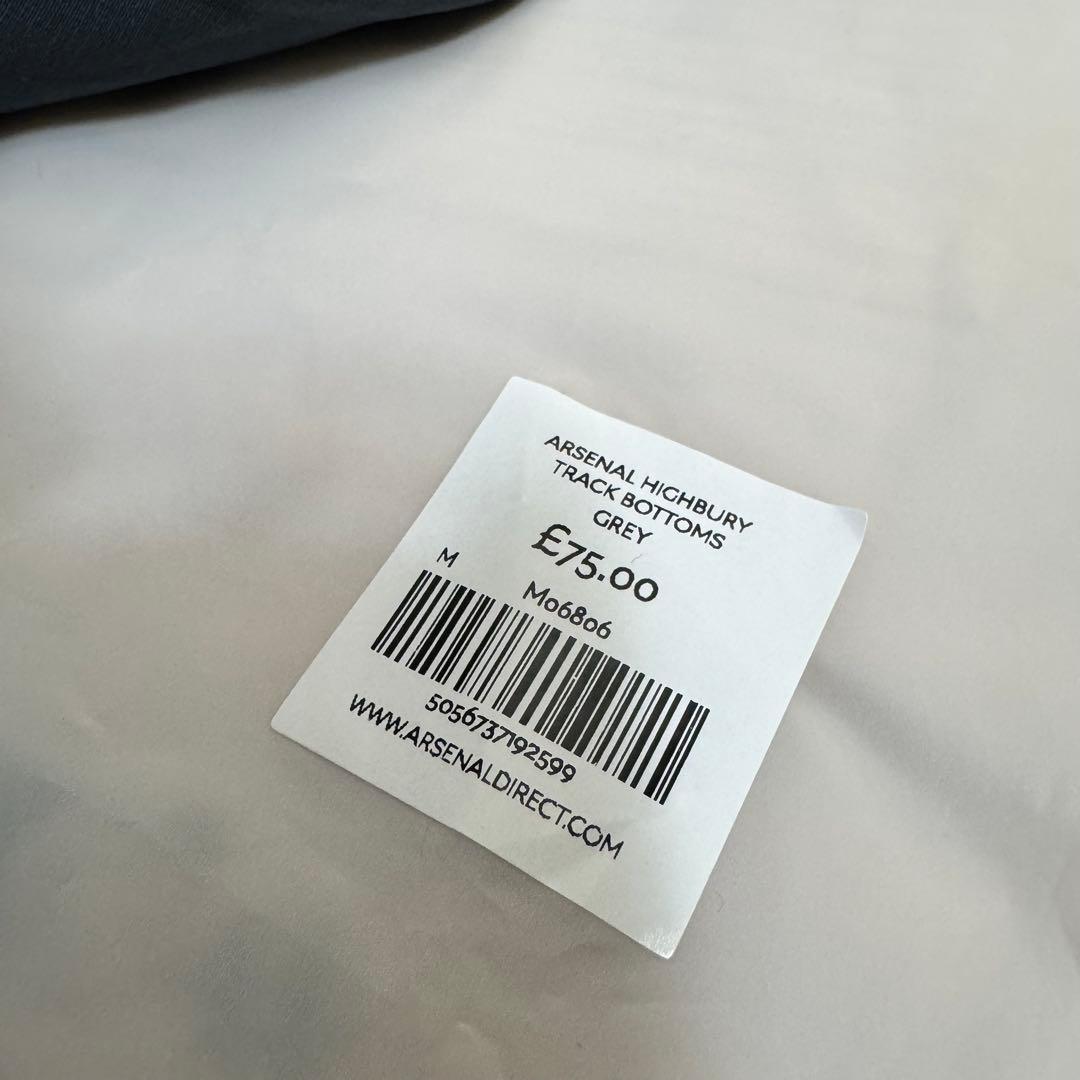 ARSENAL HIGHBURY
TRACK BOTTOMS
GREY
£75.00
M M06806
5056737192599
WWW.ARSENALDIRECT.COM